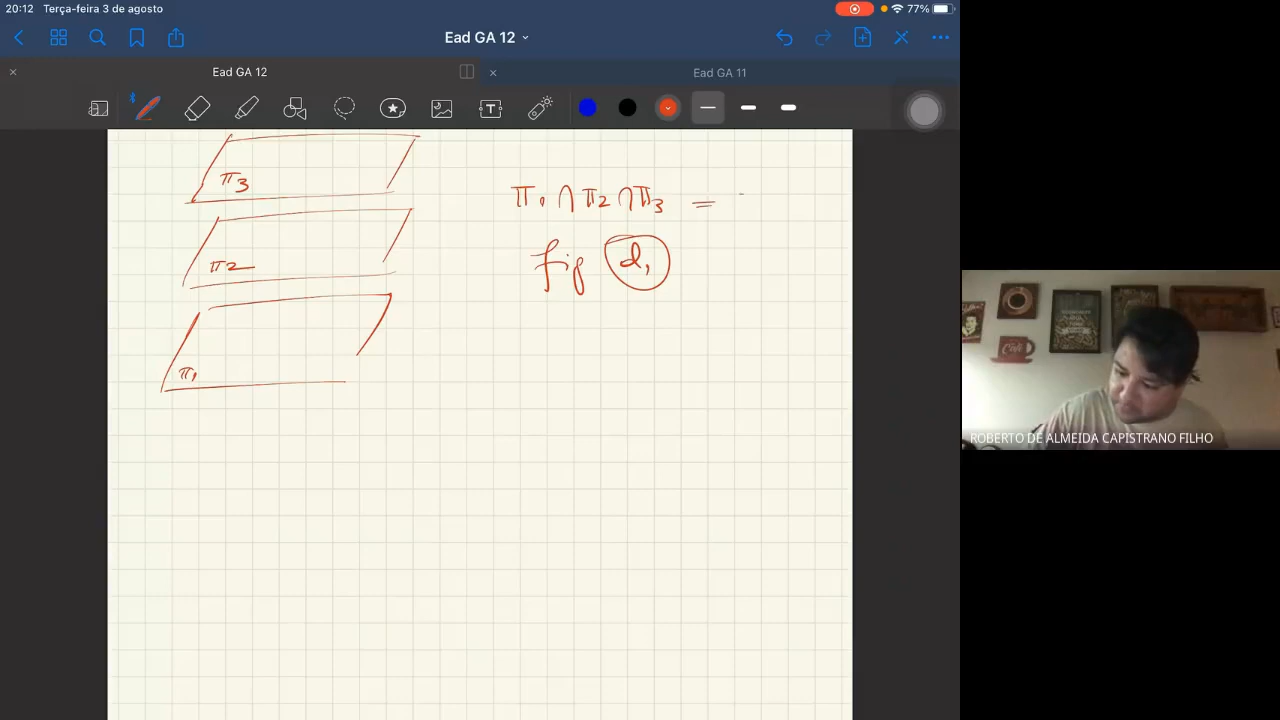 20:12 Terça-feira 3 de agosto 77%
Ead GA 12
Ead GA 12 Ead GA 11
T
π3
π2
π1
π1 ∩ π2 ∩ π3 =
fig d1
ROBERTO DE ALMEIDA CAPISTRANO FILHO